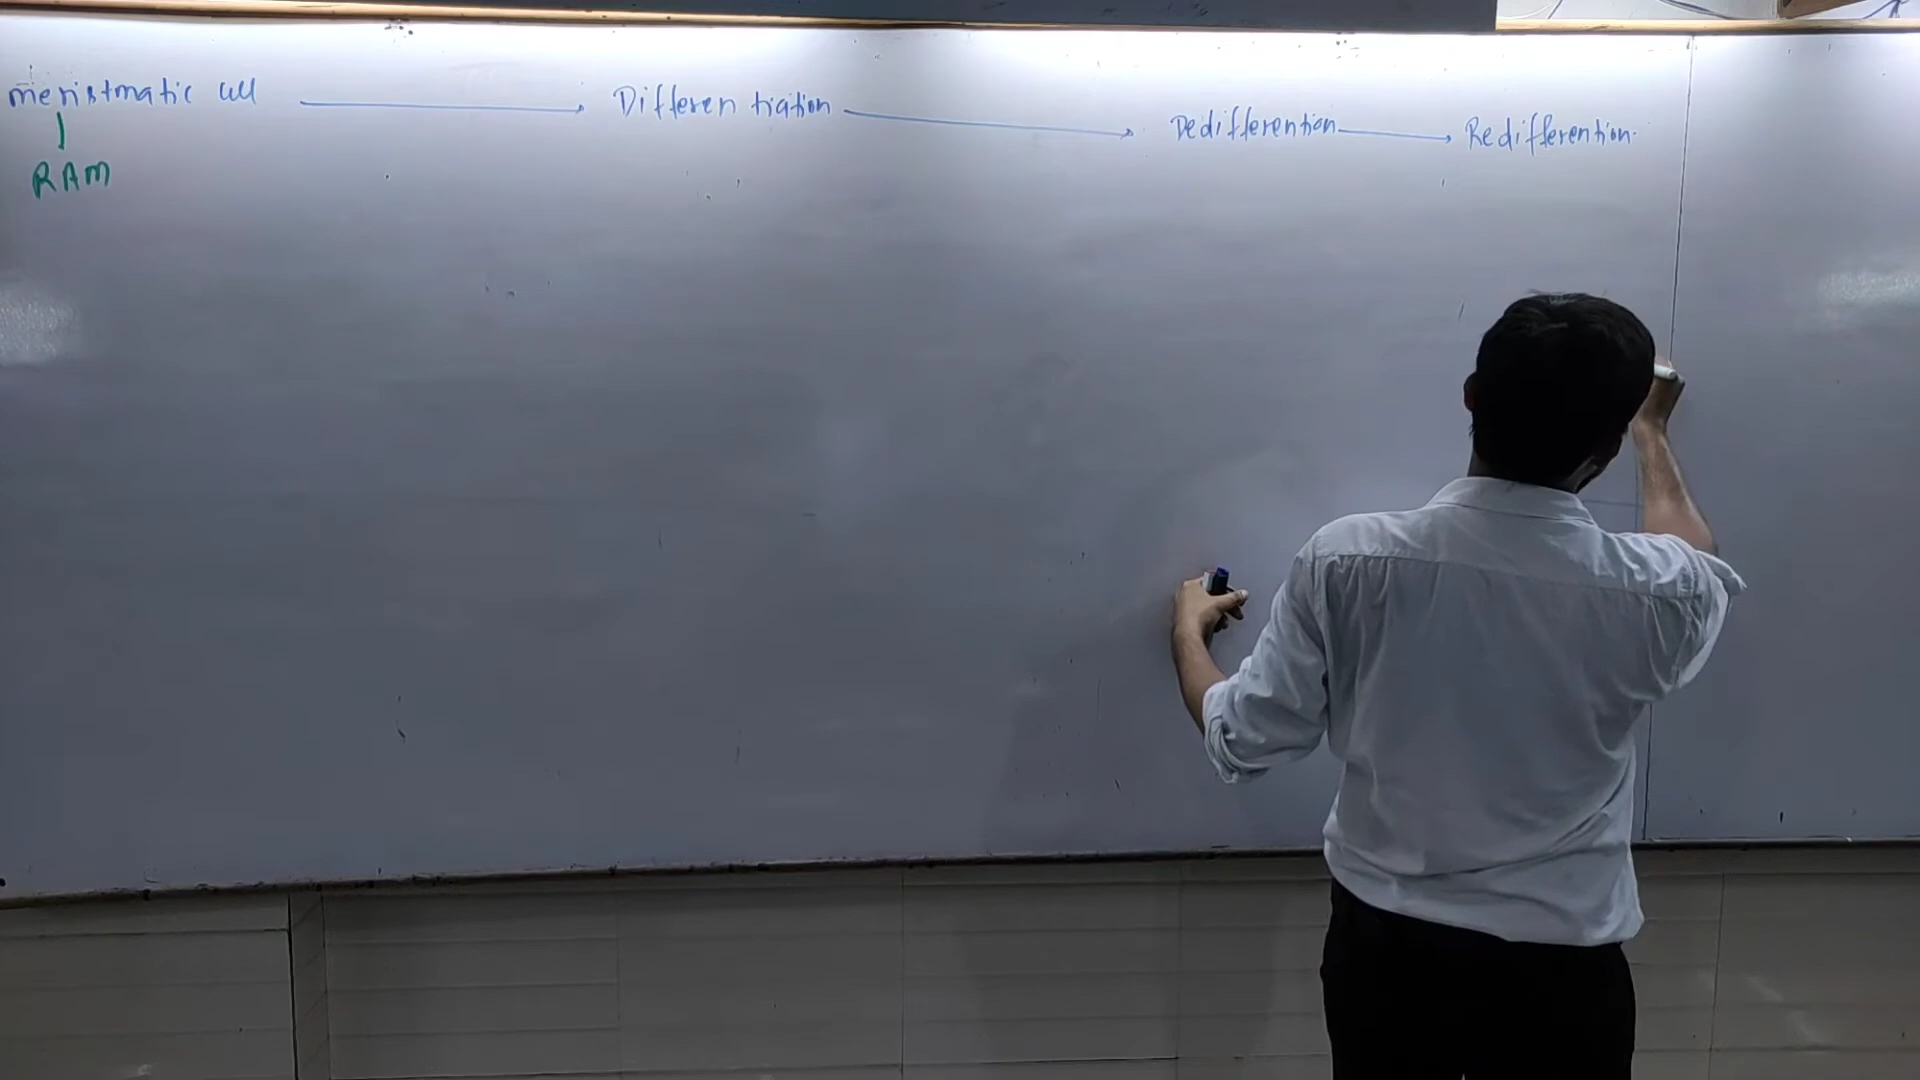 meristmatic cell → Differentiation → Dedifferention → Redifferention.
RAM